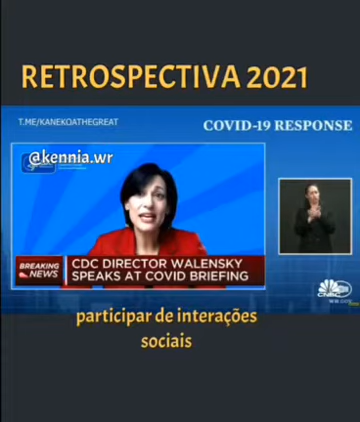 RETROSPECTIVA 2021
T.ME/KANEKOATHEGREAT
COVID-19 RESPONSE
@kennia.wr
BREAKING
NEWS
CDC DIRECTOR WALENSKY
SPEAKS AT COVID BRIEFING
CNBC
participar de interações
sociais